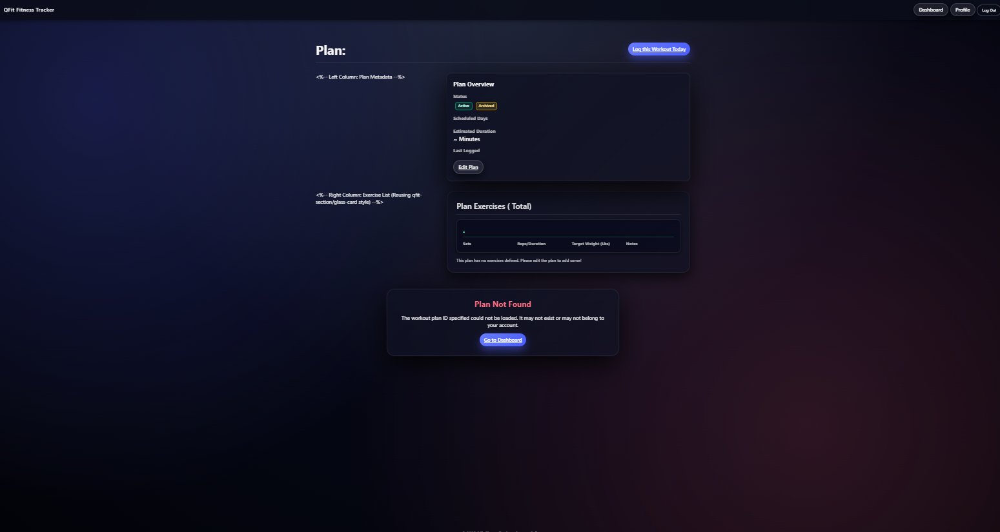 QFit Fitness Tracker
Dashboard
Profile
Log Out
Plan:
Log this Workout Today
<%-- Left Column: Plan Metadata --%>
Plan Overview
Status
Active
Archived
Scheduled Days
Estimated Duration
~ Minutes
Last Logged
Edit Plan
<%-- Right Column: Exercise List (Reusing qfit-
section/glass-card style) --%>
Plan Exercises ( Total)
.
Sets
Reps/Duration
Target Weight (Lbs)
Notes
This plan has no exercises defined. Please edit the plan to add some!
Plan Not Found
The workout plan ID specified could not be loaded. It may not exist or may not belong to
your account.
Go to Dashboard